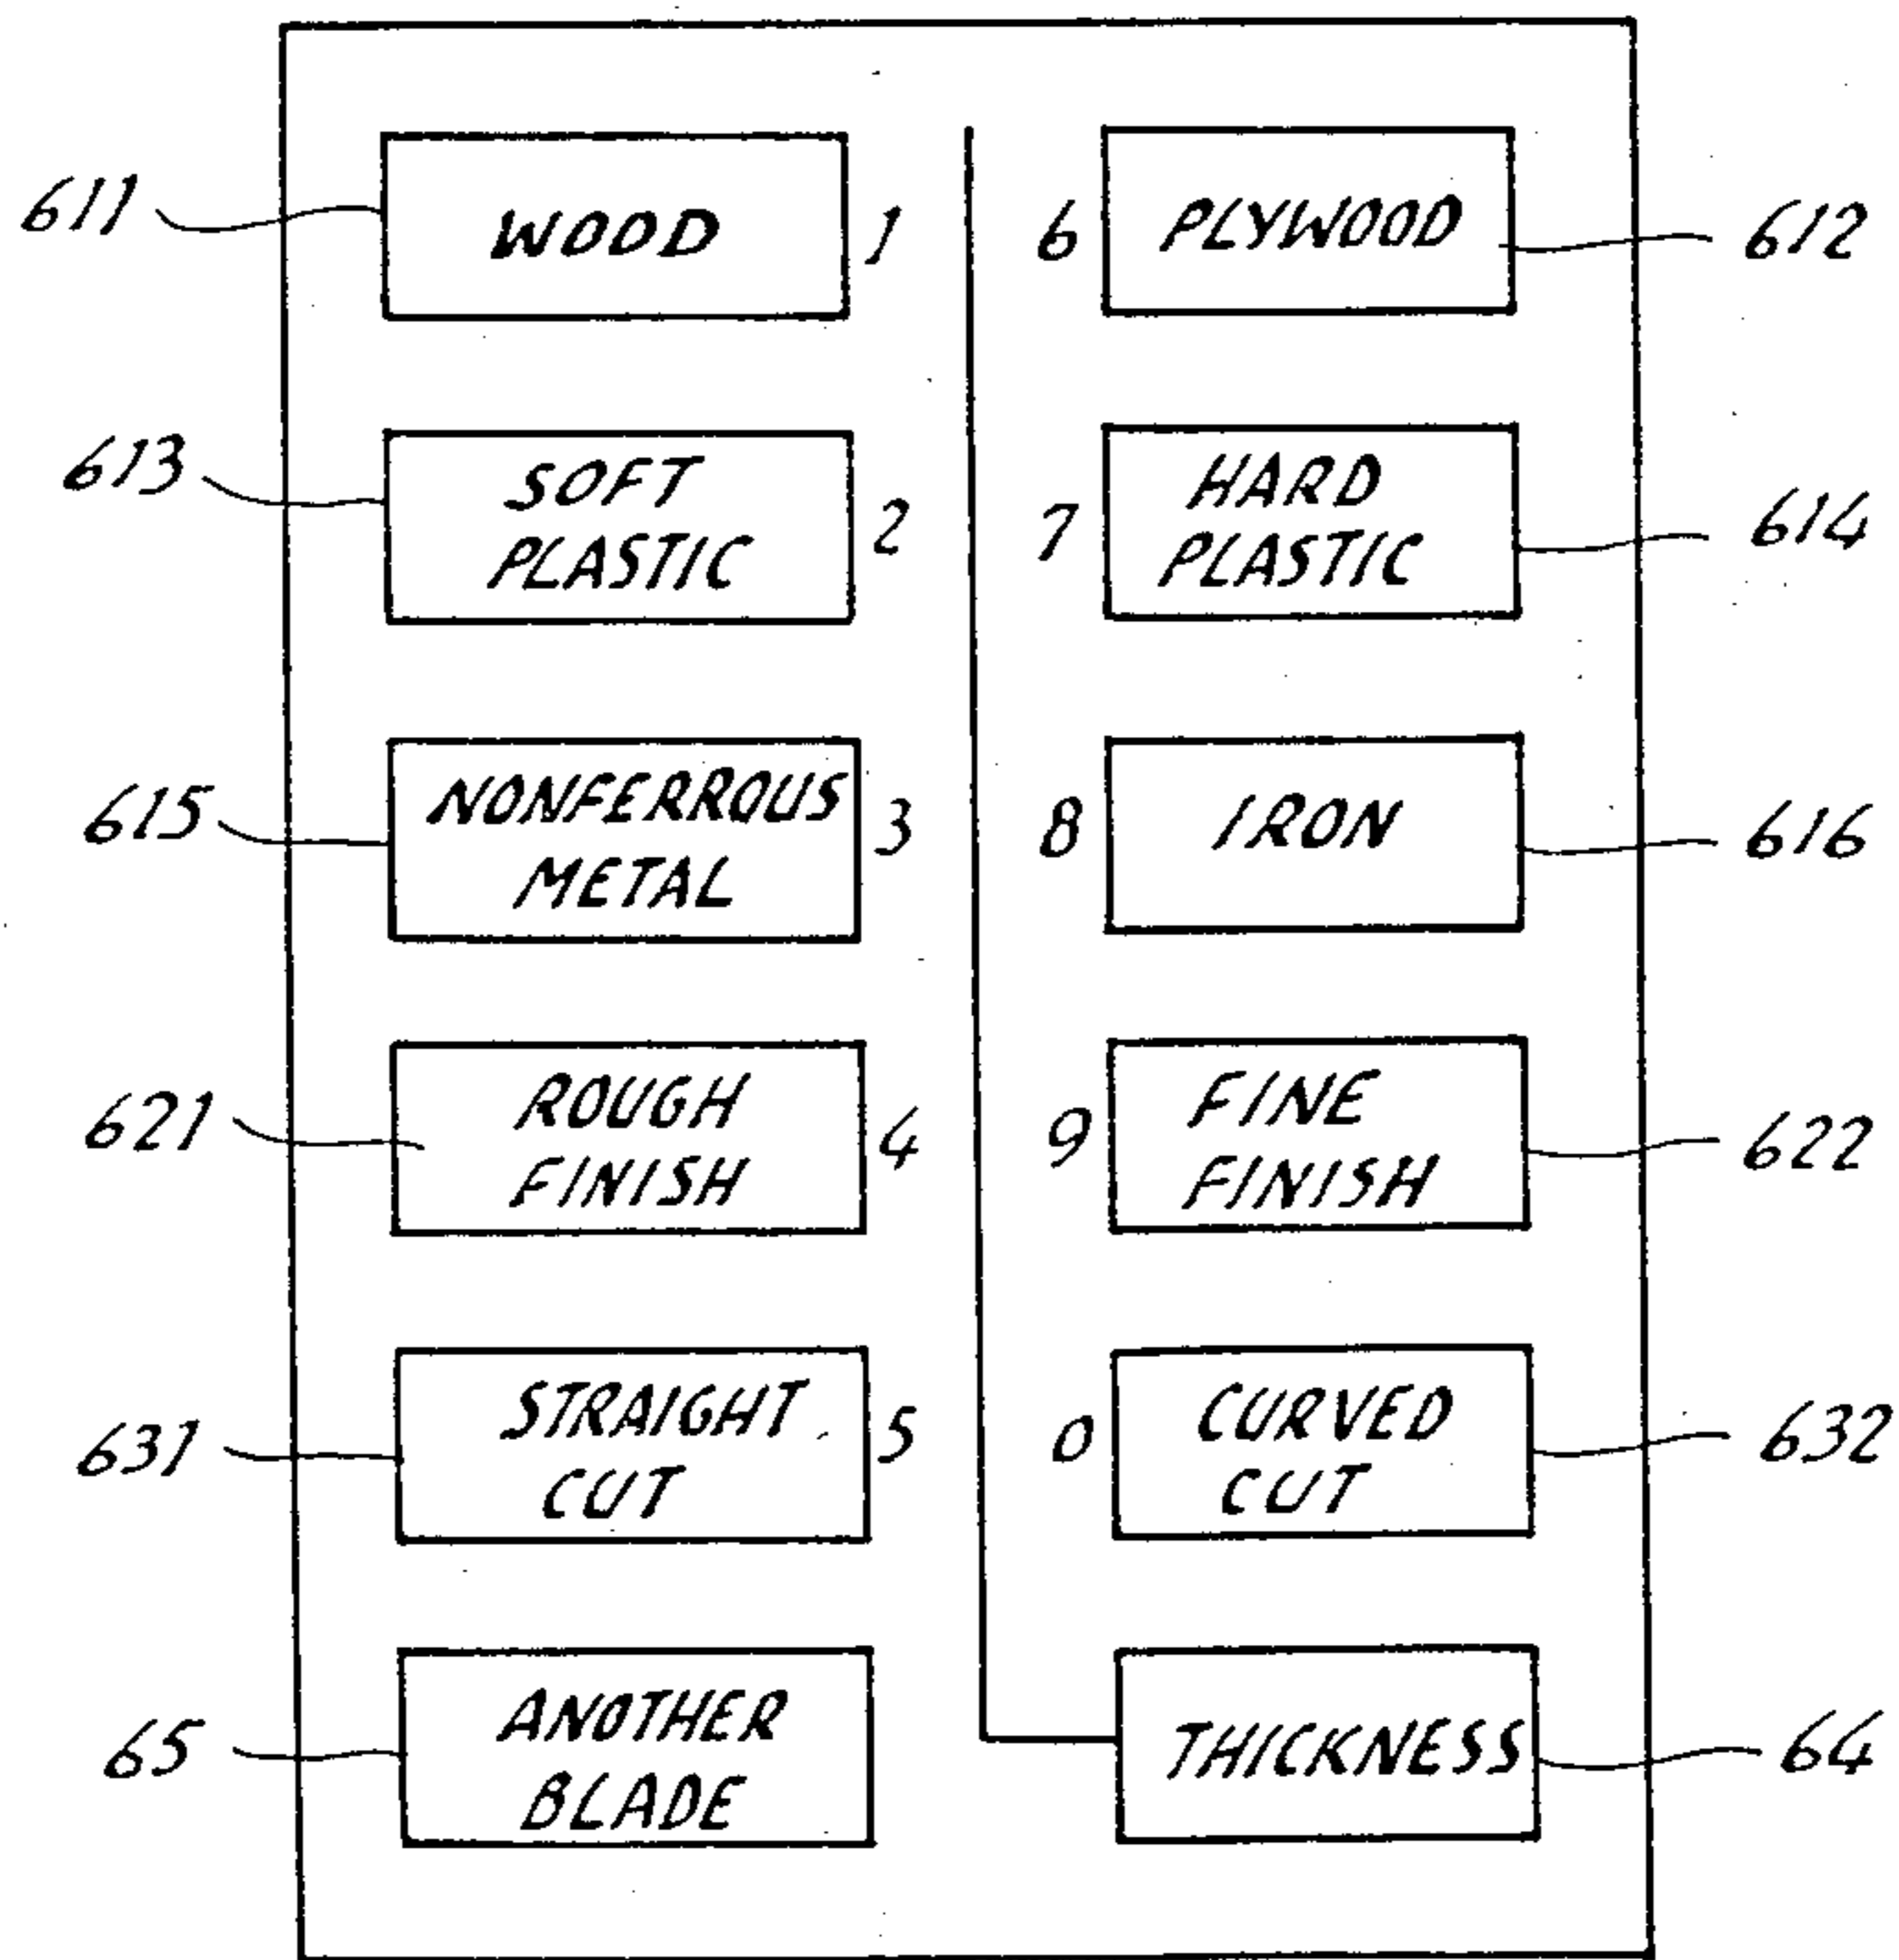 611 WOOD 1 6 PLYWOOD 612
613 SOFT PLASTIC 2 7 HARD PLASTIC 614
615 NONFERROUS METAL 3 8 IRON 616
621 ROUGH FINISH 4 9 FINE FINISH 622
631 STRAIGHT CUT 5 0 CURVED CUT 632
65 ANOTHER BLADE THICKNESS 64